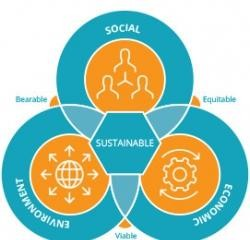 SOCIAL
Bearable
Equitable
SUSTAINABLE
ENVIRONMENT
ECONOMIC
Viable